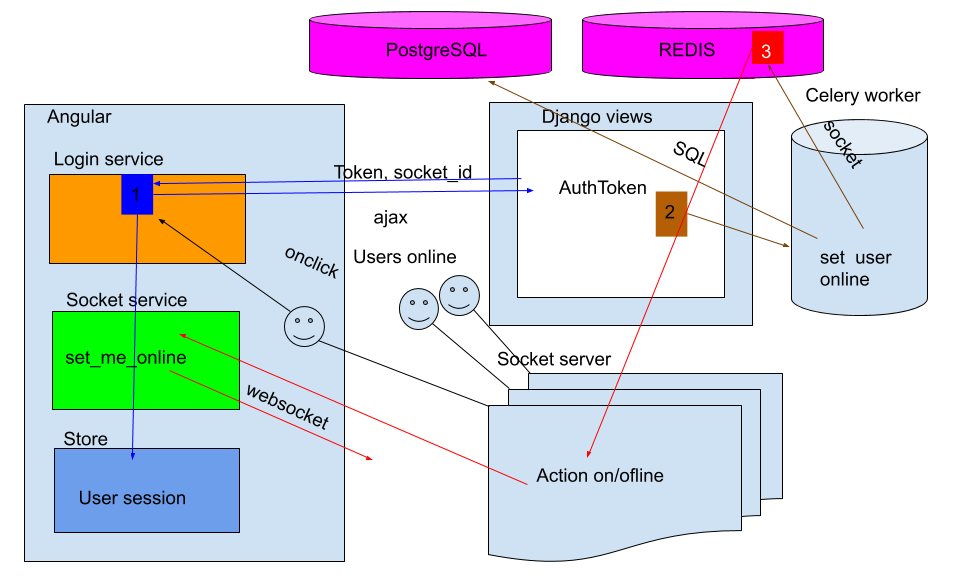 PostgreSQL
REDIS
3
Celery worker
Angular
Django views
Login service
Token, socket_id
SQL
socket
1
AuthToken
2
ajax
onclick
Users online
set user
online
Socket service
set_me_online
Socket server
websocket
Store
Action on/ofline
User session